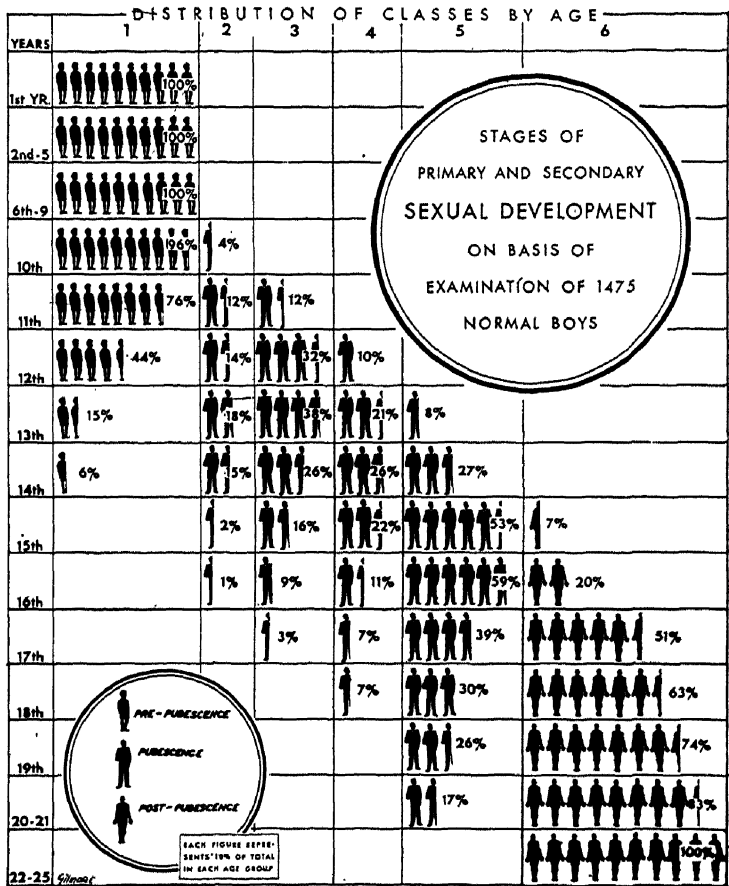 DISTRIBUTION OF CLASSES BY AGE
YEARS 1 2 3 4 5 6
1st YR. 100%
2nd-5 100%
6th-9 100%
10th 96% 4%
11th 76% 12% 12%
12th 44% 14% 32% 10%
13th 15% 18% 38% 21% 8%
14th 6% 15% 26% 26% 27%
15th 2% 16% 22% 53% 7%
16th 1% 9% 11% 59% 20%
17th 3% 7% 39% 51%
18th 7% 30% 63%
19th 26% 74%
20-21 17% 83%
22-25 100%
STAGES OF
PRIMARY AND SECONDARY
SEXUAL DEVELOPMENT
ON BASIS OF
EXAMINATION OF 1475
NORMAL BOYS
PRE-PUBESCENCE
PUBESCENCE
POST-PUBESCENCE
EACH FIGURE REPRE-
SENTS 10% OF TOTAL
IN EACH AGE GROUP
Gilmore